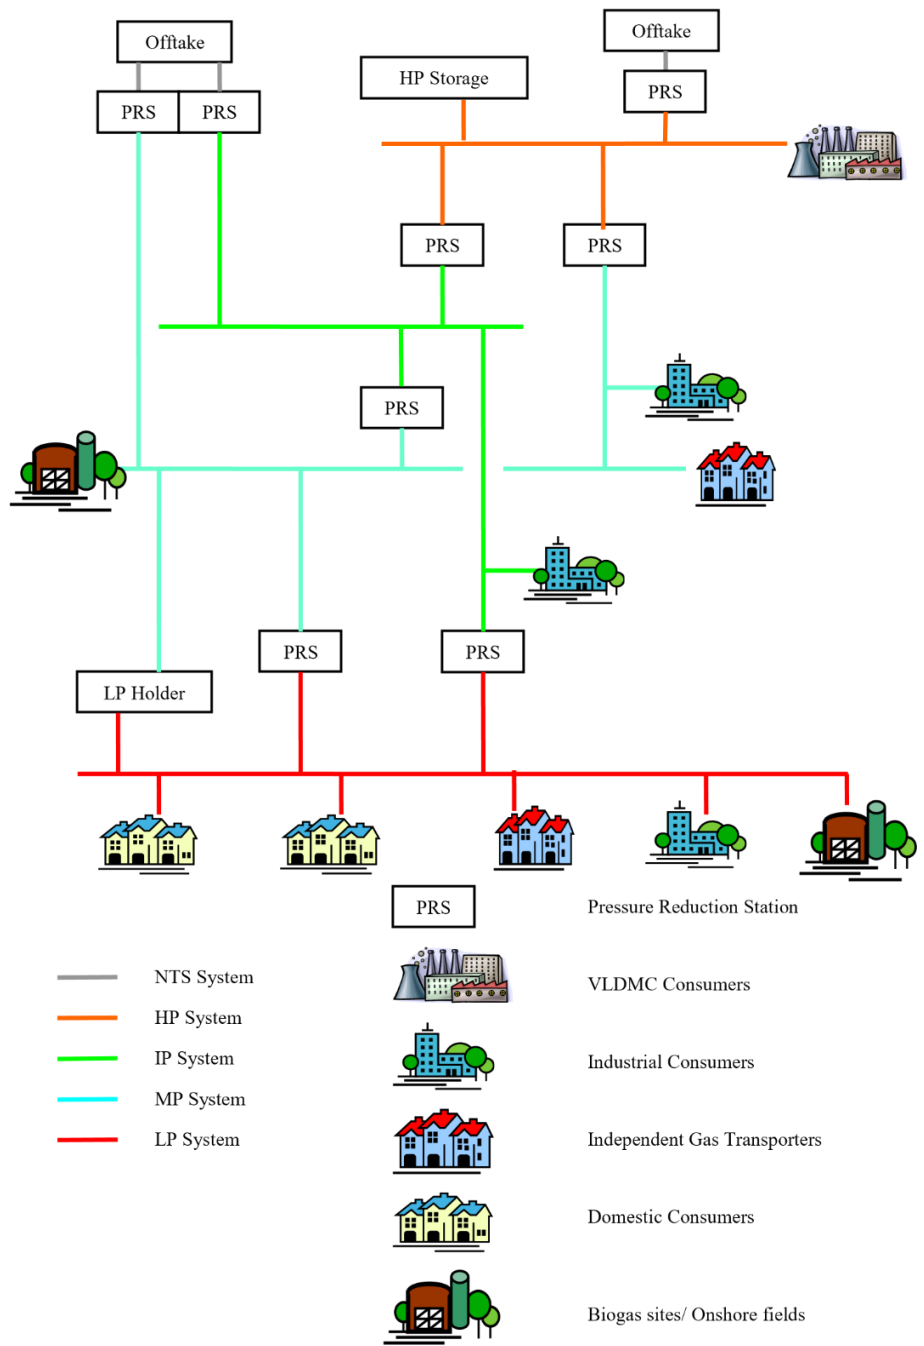 Offtake
Offtake
HP Storage
PRS
PRS
PRS
PRS
PRS
PRS
PRS
PRS
LP Holder
PRS
Pressure Reduction Station
NTS System
VLDMC Consumers
HP System
IP System
Industrial Consumers
MP System
LP System
Independent Gas Transporters
Domestic Consumers
Biogas sites/ Onshore fields